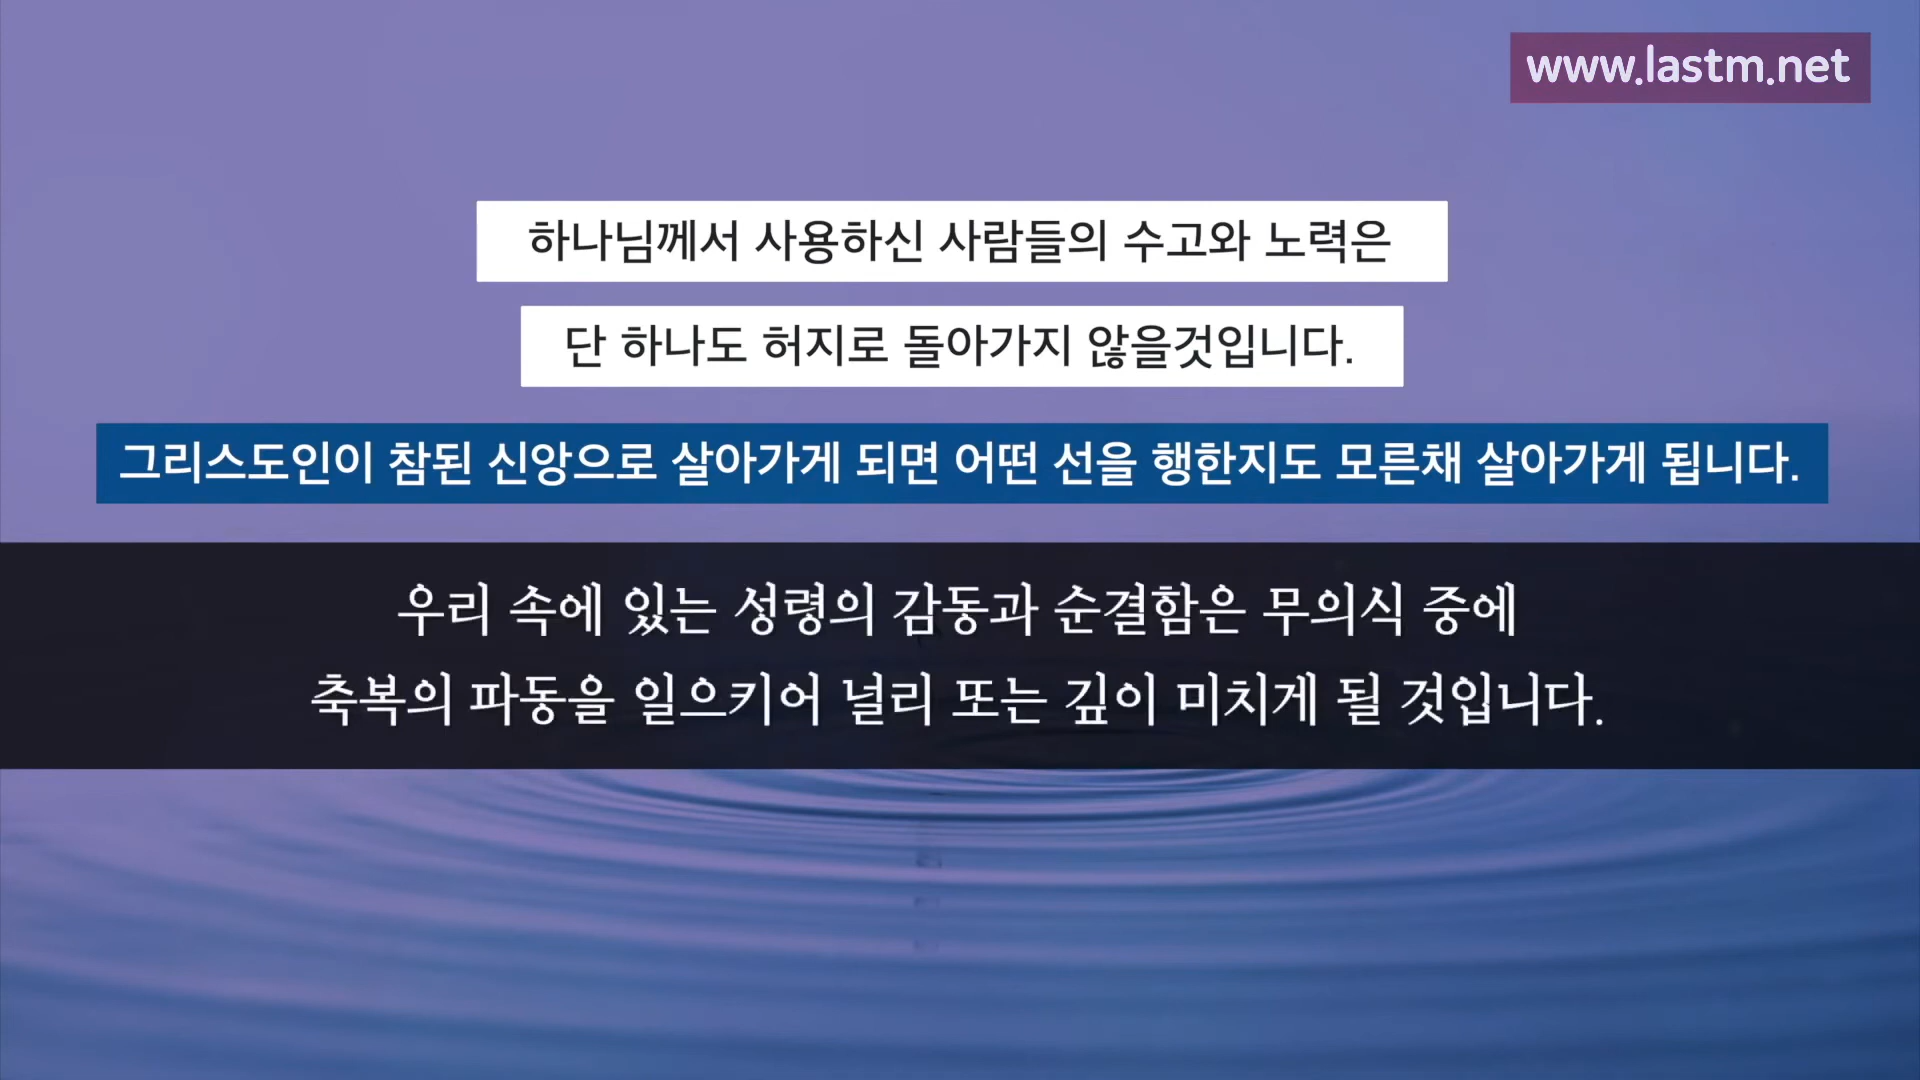 www.lastm.net
하나님께서 사용하신 사람들의 수고와 노력은
단 하나도 허지로 돌아가지 않을것입니다.
그리스도인이 참된 신앙으로 살아가게 되면 어떤 선을 행한지도 모른채 살아가게 됩니다.
우리 속에 있는 성령의 감동과 순결함은 무의식 중에
축복의 파동을 일으키어 널리 또는 깊이 미치게 될 것입니다.